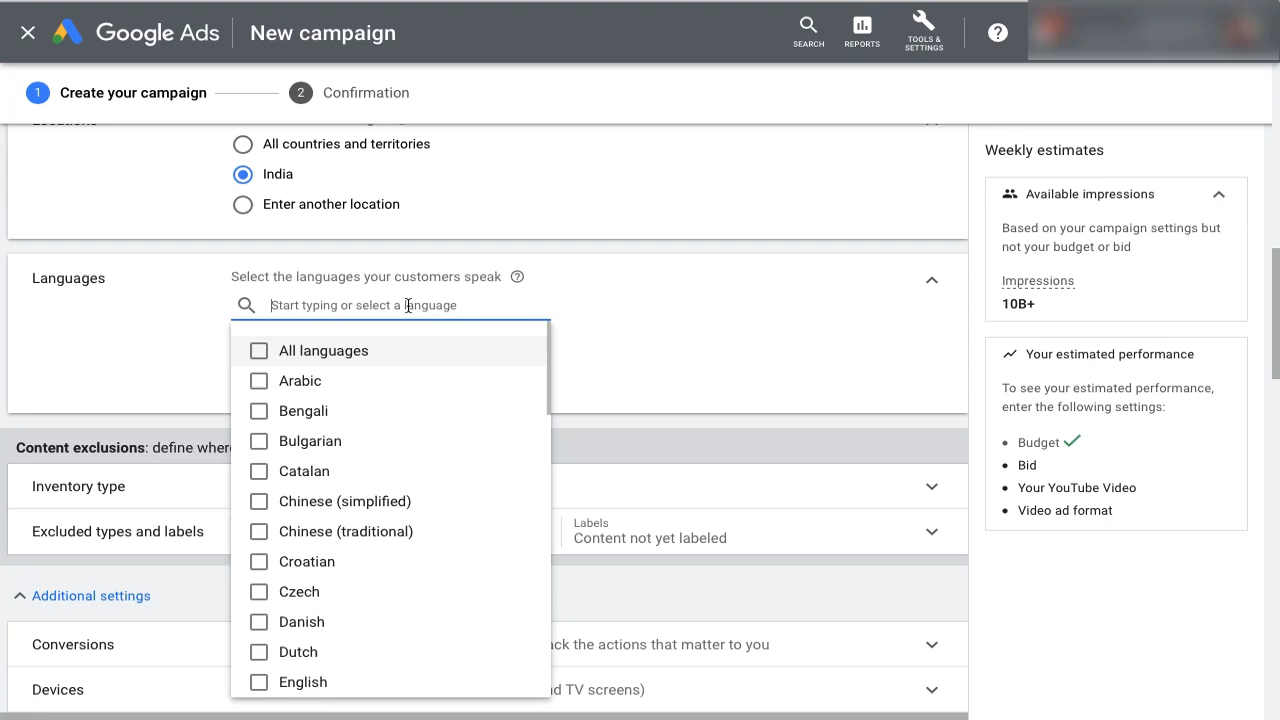 Google Ads
New campaign
SEARCH
REPORTS
TOOLS &
SETTINGS
1
Create your campaign
2
Confirmation
Locations
All countries and territories
India
Enter another location
Languages
Select the languages your customers speak
Start typing or select a language
All languages
Arabic
Bengali
Bulgarian
Catalan
Chinese (simplified)
Chinese (traditional)
Croatian
Czech
Danish
Dutch
English
Content exclusions: define wher
Inventory type
Excluded types and labels
Labels
Content not yet labeled
Additional settings
Conversions
ack the actions that matter to you
Devices
nd TV screens)
Weekly estimates
Available impressions
Based on your campaign settings but
not your budget or bid
Impressions
10B+
Your estimated performance
To see your estimated performance,
enter the following settings:
• Budget
• Bid
• Your YouTube Video
• Video ad format